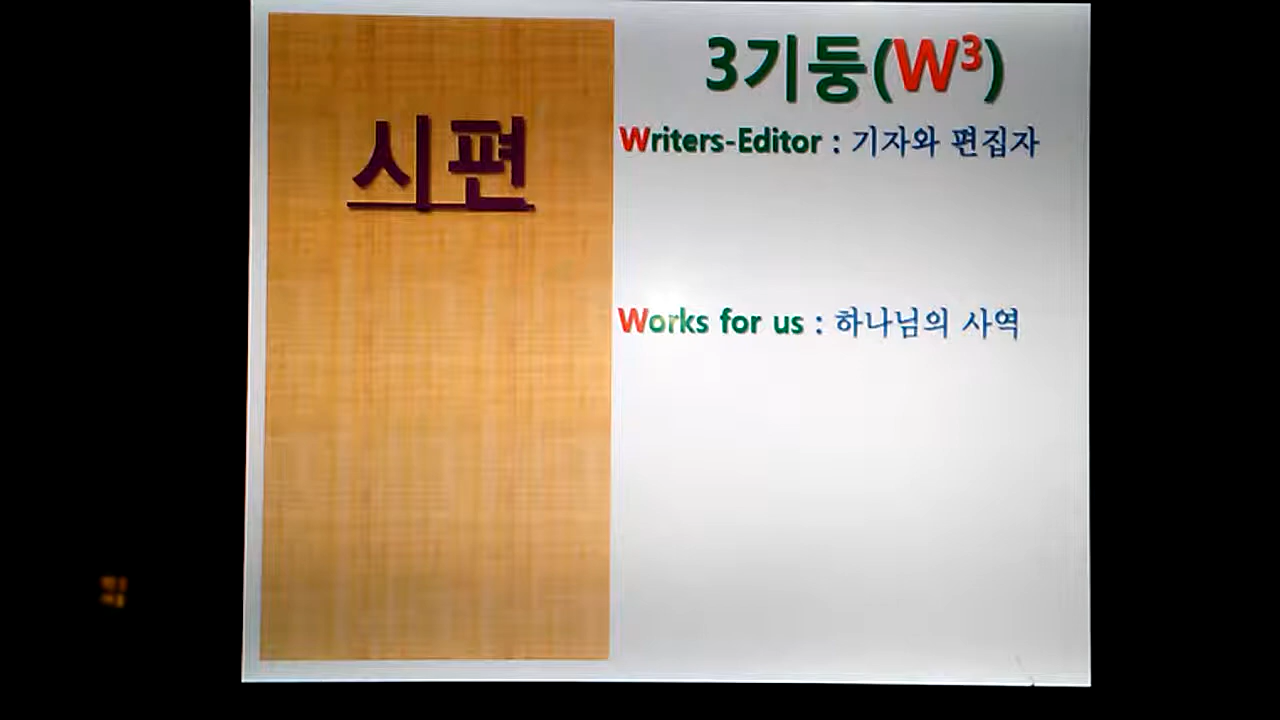 시편
3기둥(W³)
Writers-Editor : 기자와 편집자
Works for us : 하나님의 사역